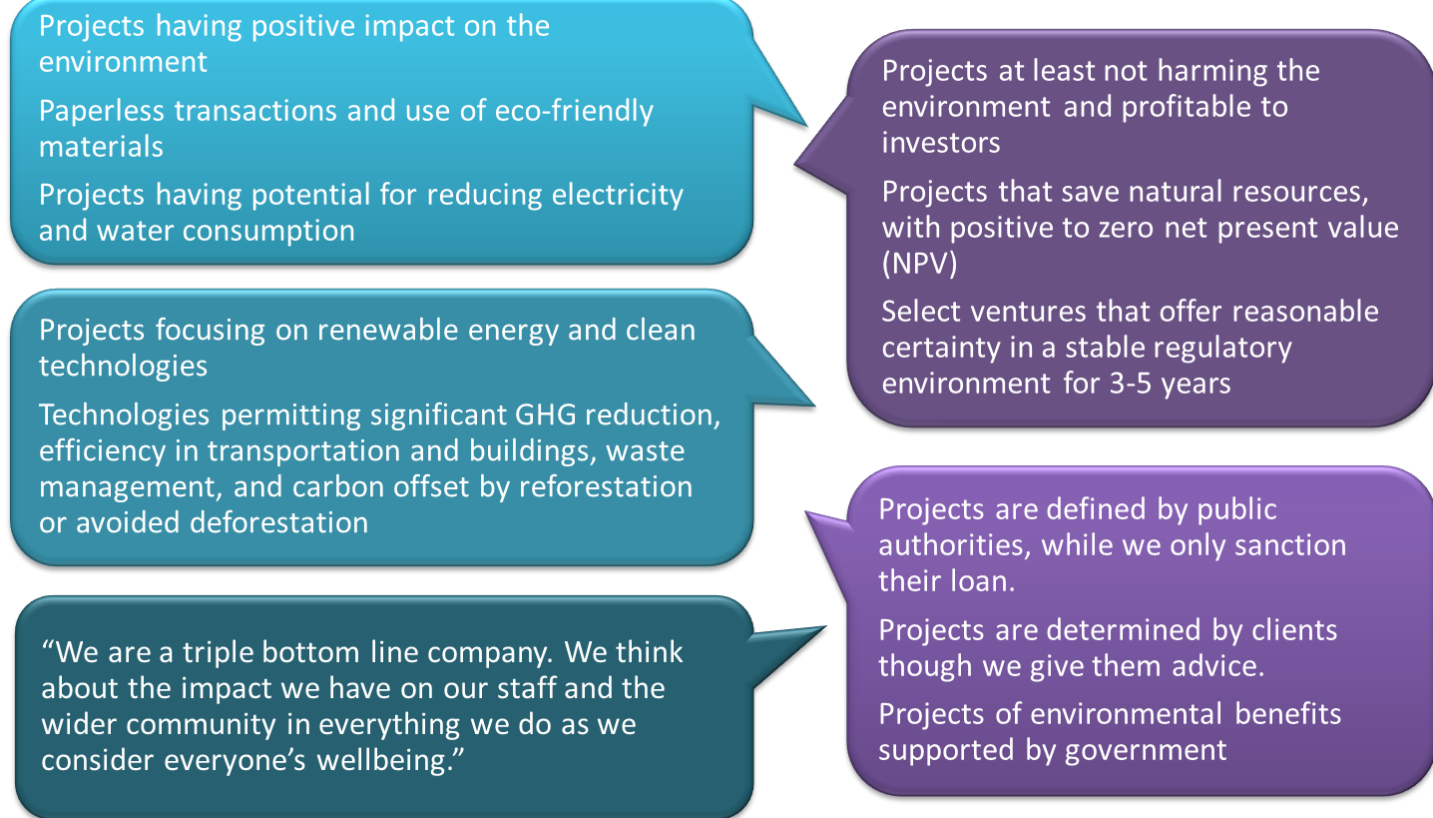 Projects having positive impact on the
environment
Paperless transactions and use of eco-friendly
materials
Projects having potential for reducing electricity
and water consumption
Projects focusing on renewable energy and clean
technologies
Technologies permitting significant GHG reduction,
efficiency in transportation and buildings, waste
management, and carbon offset by reforestation
or avoided deforestation
“We are a triple bottom line company. We think
about the impact we have on our staff and the
wider community in everything we do as we
consider everyone’s wellbeing.”
Projects at least not harming the
environment and profitable to
investors
Projects that save natural resources,
with positive to zero net present value
(NPV)
Select ventures that offer reasonable
certainty in a stable regulatory
environment for 3-5 years
Projects are defined by public
authorities, while we only sanction
their loan.
Projects are determined by clients
though we give them advice.
Projects of environmental benefits
supported by government